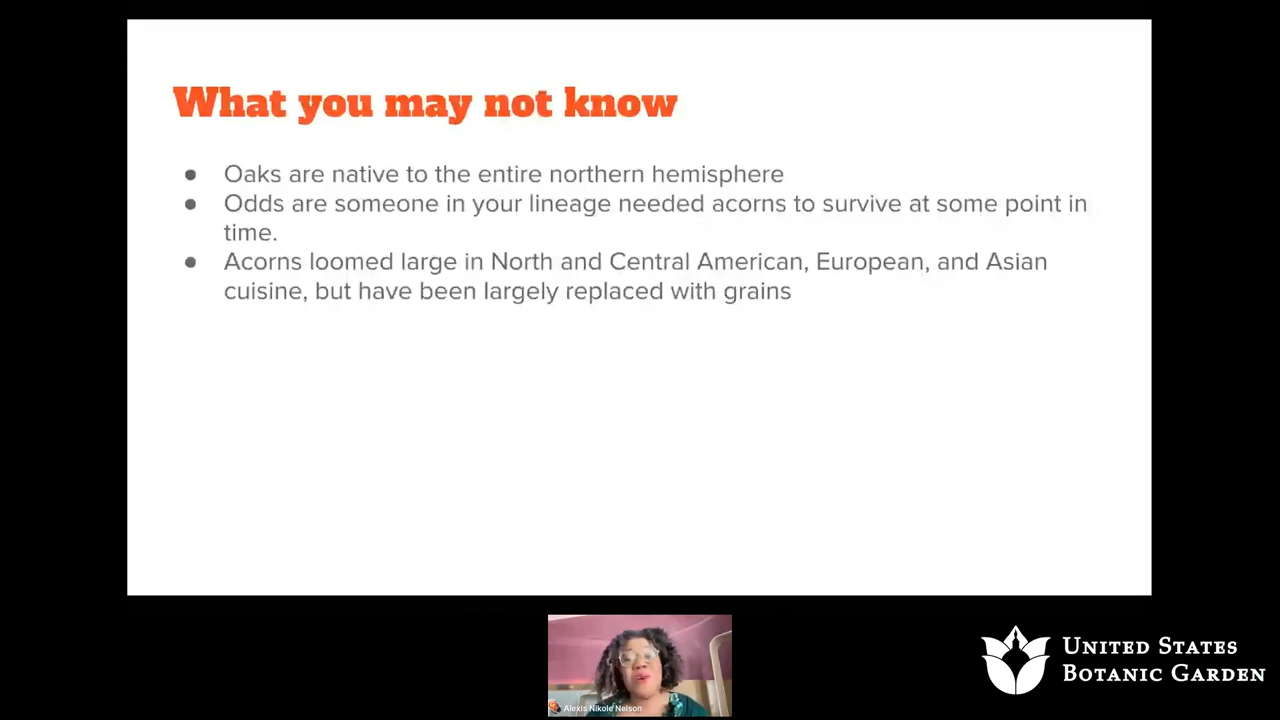 What you may not know
● Oaks are native to the entire northern hemisphere
● Odds are someone in your lineage needed acorns to survive at some point in
time.
● Acorns loomed large in North and Central American, European, and Asian
cuisine, but have been largely replaced with grains
Alexis Nikole Nelson
UNITED STATES
BOTANIC GARDEN